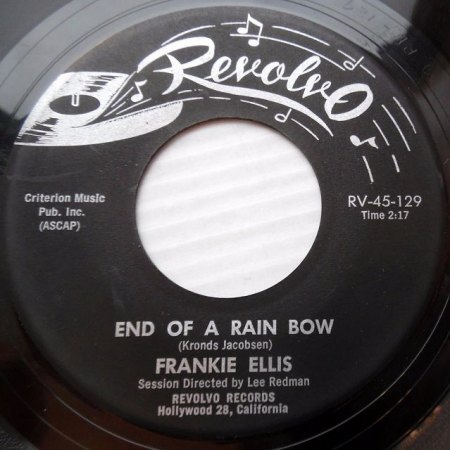 Revolvo
Criterion Music
Pub. Inc.
(ASCAP)
RV-45-129
Time 2:17
END OF A RAIN BOW
(Kronds Jacobsen)
FRANKIE ELLIS
Session Directed by Lee Redman
REVOLVO RECORDS
Hollywood 28, California